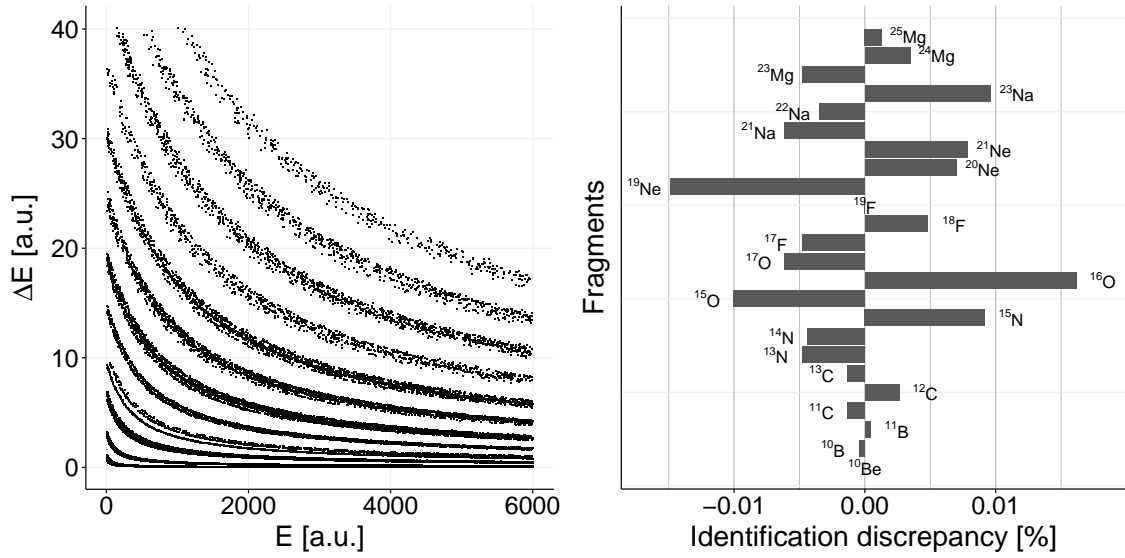 40
30
20
10
0
ΔE [a.u.]
0 2000 4000 6000
E [a.u.]
Fragments
²⁵Mg
²⁴Mg
²³Mg
²³Na
²²Na
²¹Na
²¹Ne
²⁰Ne
¹⁹Ne
¹⁹F
¹⁸F
¹⁷F
¹⁷O
¹⁶O
¹⁵O
¹⁵N
¹⁴N
¹³N
¹³C
¹²C
¹¹C
¹¹B
¹⁰B
¹⁰Be
−0.01 0.00 0.01
Identification discrepancy [%]